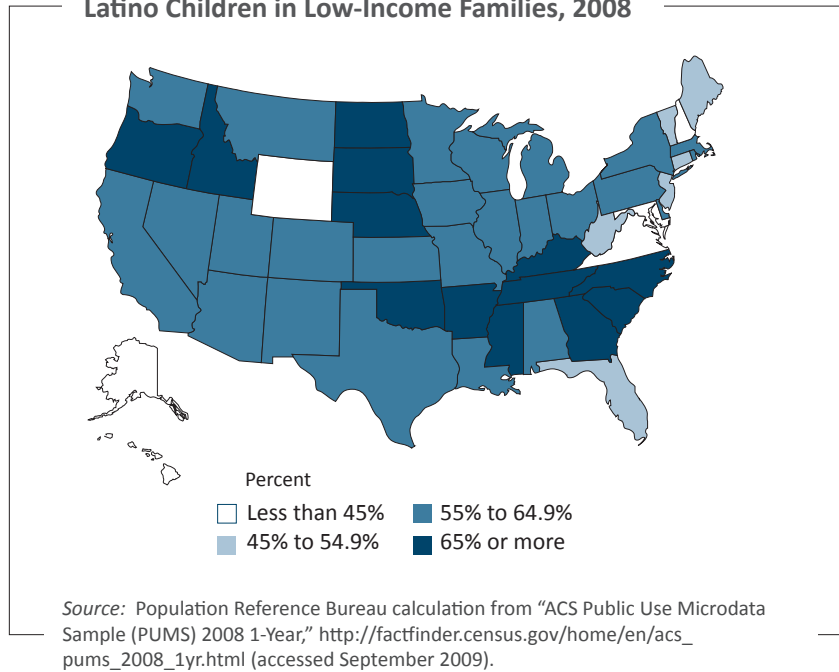 Latino Children in Low-Income Families, 2008
Percent
Less than 45%
55% to 64.9%
45% to 54.9%
65% or more
Source: Population Reference Bureau calculation from “ACS Public Use Microdata
Sample (PUMS) 2008 1-Year,” http://factfinder.census.gov/home/en/acs_
pums_2008_1yr.html (accessed September 2009).